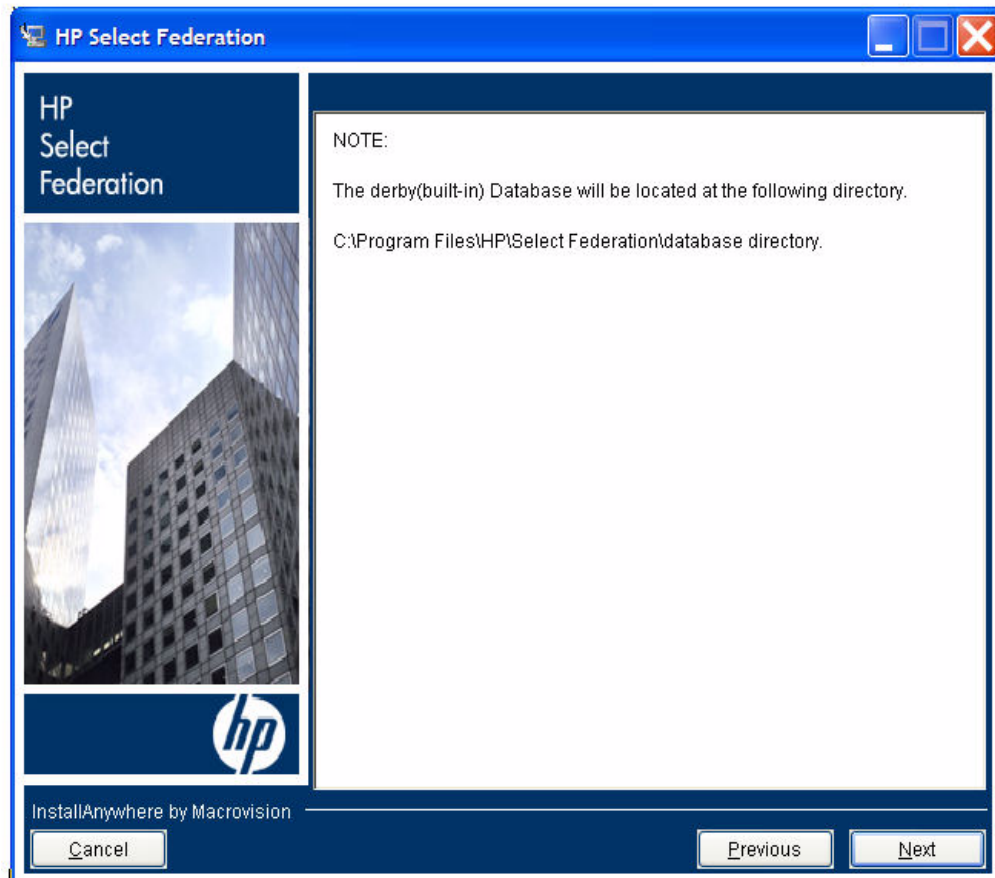 HP Select Federation
HP
Select
Federation
NOTE:
The derby(built-in) Database will be located at the following directory.
C:\Program Files\HP\Select Federation\database directory.
hp
InstallAnywhere by Macrovision
Cancel
Previous
Next